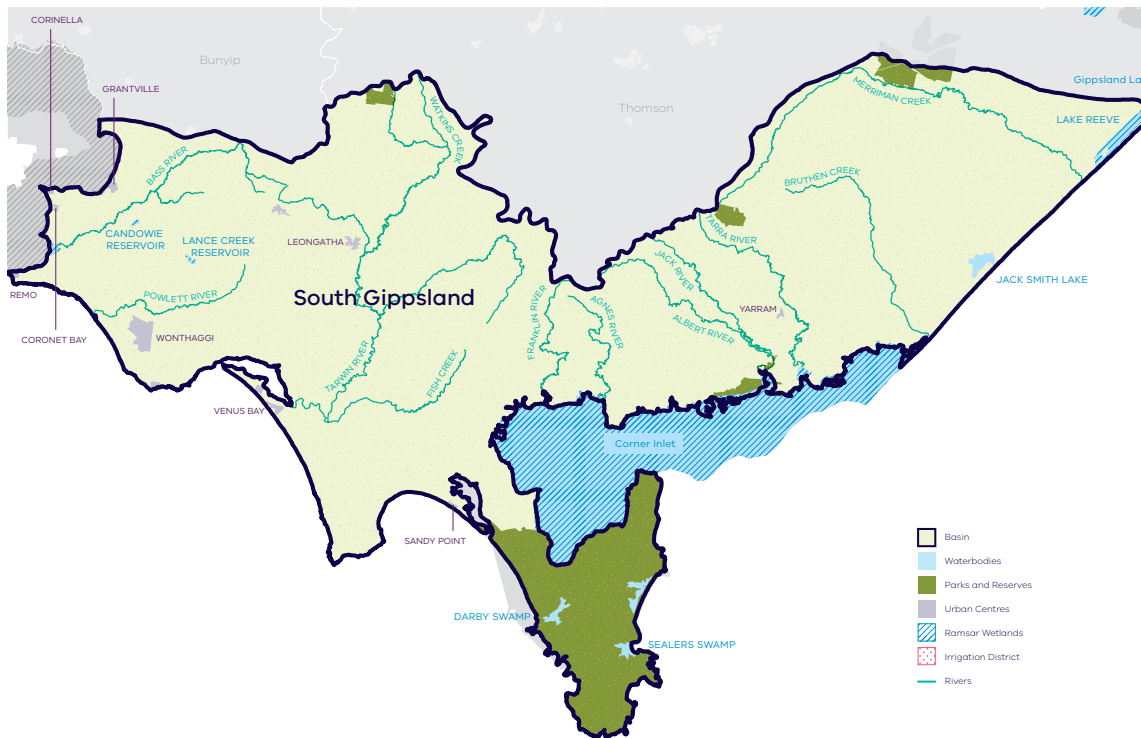 CORINELLA
Bunyip
GRANTVILLE
Thomson
Gippsland La
MERRIMAN CREEK
WATKINS CREEK
LAKE REEVE
BASS RIVER
BRUTHEN CREEK
CANDOWIE
RESERVOIR
LANCE CREEK
RESERVOIR
LEONGATHA
TARRA RIVER
JACK RIVER
JACK SMITH LAKE
REMO
POWLETT RIVER
South Gippsland
FRANKLIN RIVER
AGNES RIVER
YARRAM
ALBERT RIVER
CORONET BAY
WONTHAGGI
TARWIN RIVER
FISH CREEK
VENUS BAY
Corner Inlet
SANDY POINT
DARBY SWAMP
SEALERS SWAMP
Basin
Waterbodies
Parks and Reserves
Urban Centres
Ramsar Wetlands
Irrigation District
Rivers